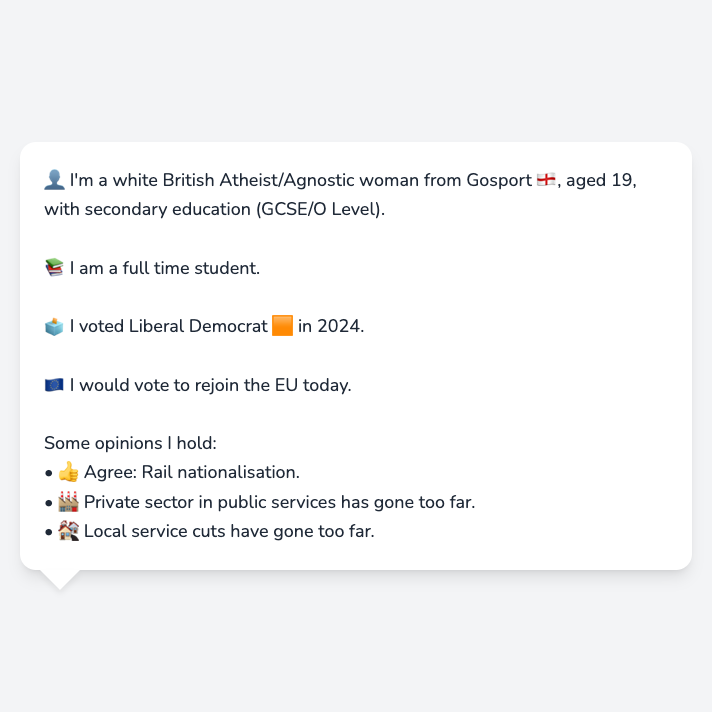 👤 I'm a white British Atheist/Agnostic woman from Gosport 🏴󠁧󠁢󠁥󠁮󠁧󠁿, aged 19,
with secondary education (GCSE/O Level).
📚 I am a full time student.
🗳️ I voted Liberal Democrat 🟧 in 2024.
🇪🇺 I would vote to rejoin the EU today.
Some opinions I hold:
• 👍 Agree: Rail nationalisation.
• 🏭 Private sector in public services has gone too far.
• 🏚️ Local service cuts have gone too far.